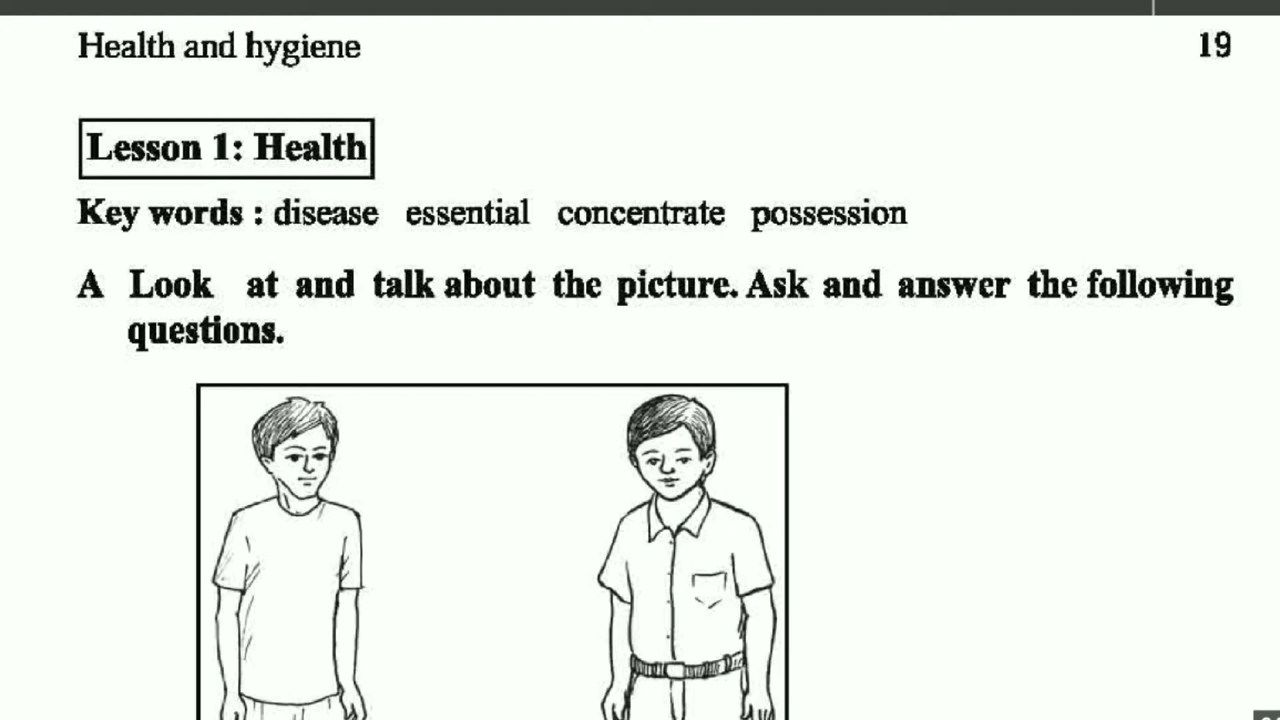 Health and hygiene 19
Lesson 1: Health
Key words : disease essential concentrate possession
A Look at and talk about the picture. Ask and answer the following
questions.